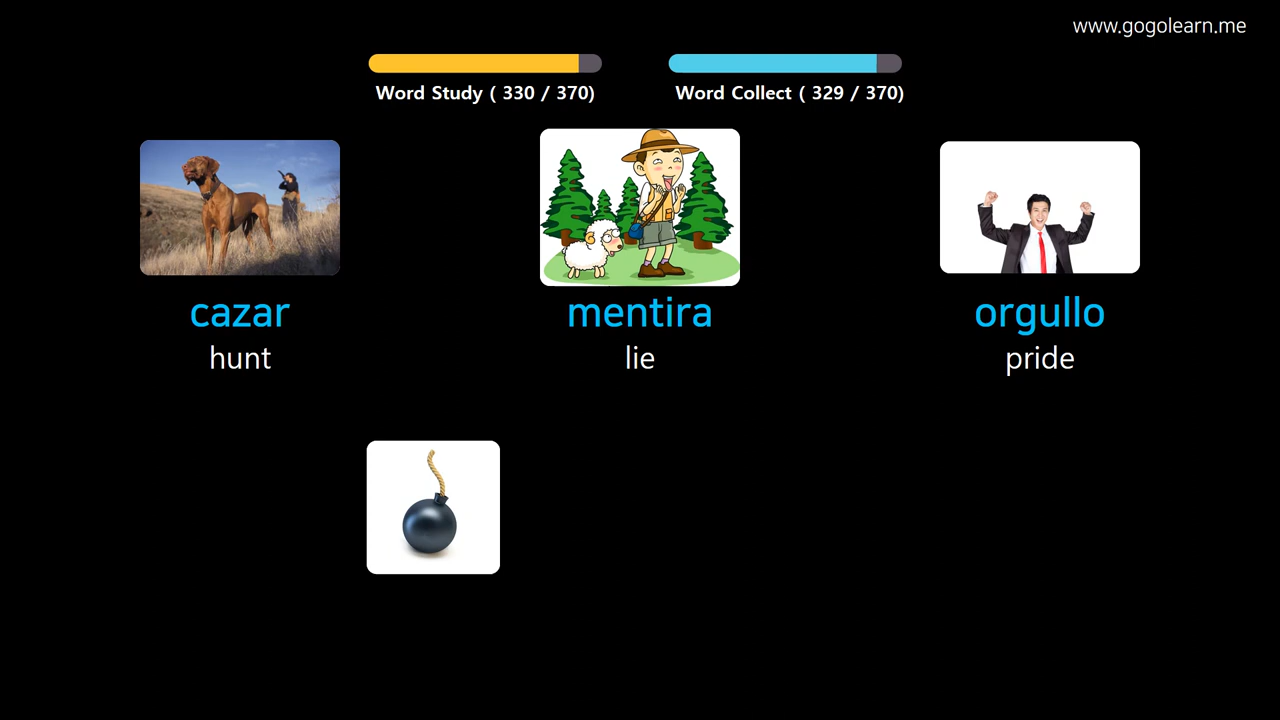 www.gogolearn.me
Word Study ( 330 / 370)
Word Collect ( 329 / 370)
cazar
hunt
mentira
lie
orgullo
pride